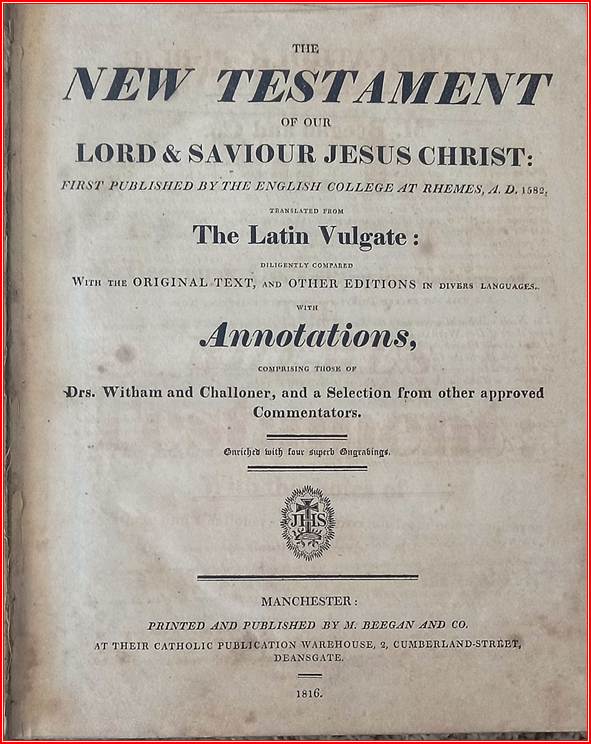 THE
NEW TESTAMENT
OF OUR
LORD & SAVIOUR JESUS CHRIST:
FIRST PUBLISHED BY THE ENGLISH COLLEGE AT RHEMES, A. D. 1582,
TRANSLATED FROM
The Latin Vulgate:
DILIGENTLY COMPARED
WITH THE ORIGINAL TEXT, AND OTHER EDITIONS IN DIVERS LANGUAGES.
WITH
Annotations,
COMPRISING THOSE OF
Drs. Witham and Challoner, and a Selection from other approved
Commentators.
Enriched with four superb Engravings.
IHS
MANCHESTER:
PRINTED AND PUBLISHED BY M. BEEGAN AND CO.
AT THEIR CATHOLIC PUBLICATION WAREHOUSE, 2, CUMBERLAND-STREET,
DEANSGATE.
1816.